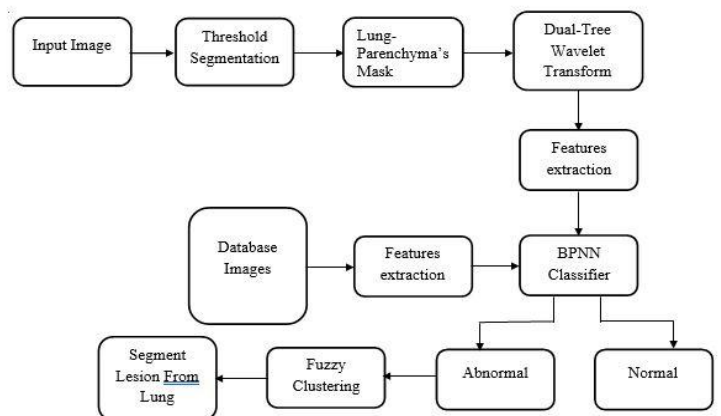 Input Image
Threshold
Segmentation
Lung-
Parenchyma's
Mask
Dual-Tree
Wavelet
Transform
Features
extraction
Database
Images
Features
extraction
BPNN
Classifier
Segment
Lesion From
Lung
Fuzzy
Clustering
Abnormal
Normal